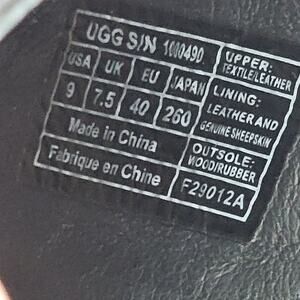 UGG S/N 1000490
USA UK EU JAPAN
9 7.5 40 260
Made in China
Fabrique en Chine
UPPER:
TEXTILE/LEATHER
LINING:
LEATHER AND
GENUINE SHEEPSKIN
OUTSOLE:
WOOD/RUBBER
F29012A